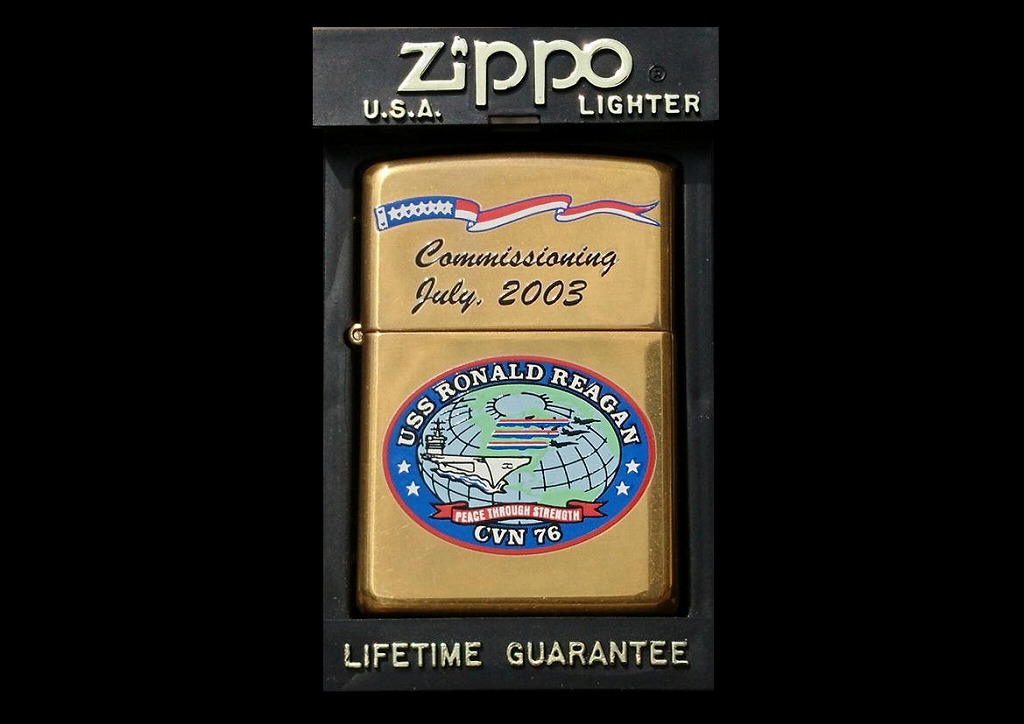 zippo ®
U.S.A. LIGHTER
Commissioning
July, 2003
USS RONALD REAGAN
PEACE THROUGH STRENGTH
CVN 76
LIFETIME GUARANTEE